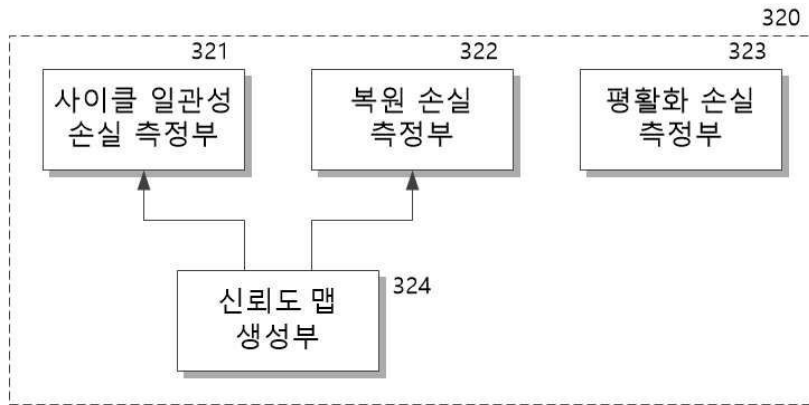 320
321
322
323
사이클 일관성
손실 측정부
복원 손실
측정부
평활화 손실
측정부
신뢰도 맵
생성부
324